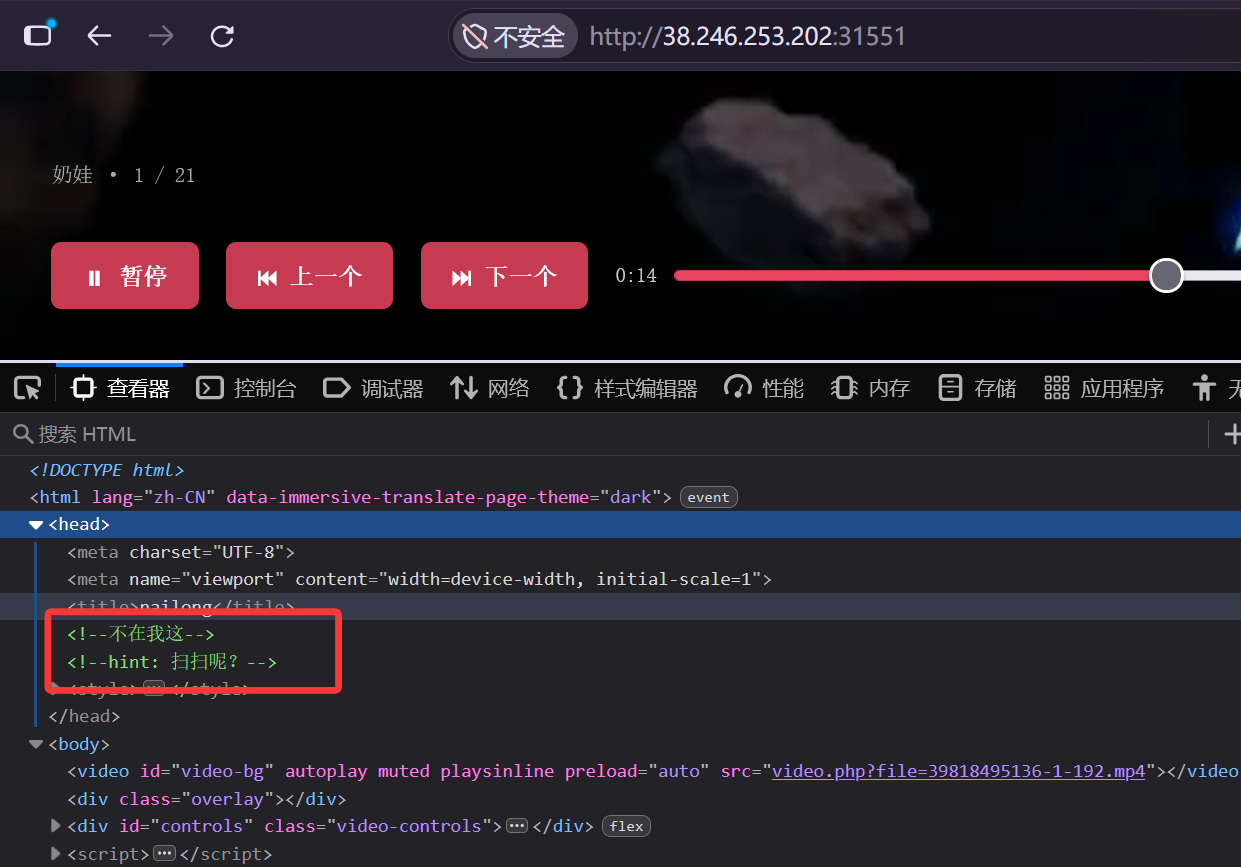 不安全 http://38.246.253.202:31551
奶娃 • 1 / 21
暂停 上一个 下一个 0:14
查看器 控制台 调试器 网络 样式编辑器 性能 内存 存储 应用程序 无
搜索 HTML
<!DOCTYPE html>
<html lang="zh-CN" data-immersive-translate-page-theme="dark"> event
<head>
<meta charset="UTF-8">
<meta name="viewport" content="width=device-width, initial-scale=1">
<title>nailong</title>
<!--不在我这-->
<!--hint: 扫扫呢？-->
<style>…</style>
</head>
<body>
<video id="video-bg" autoplay muted playsinline preload="auto" src="video.php?file=39818495136-1-192.mp4"></video
<div class="overlay"></div>
<div id="controls" class="video-controls">…</div> flex
<script>…</script>